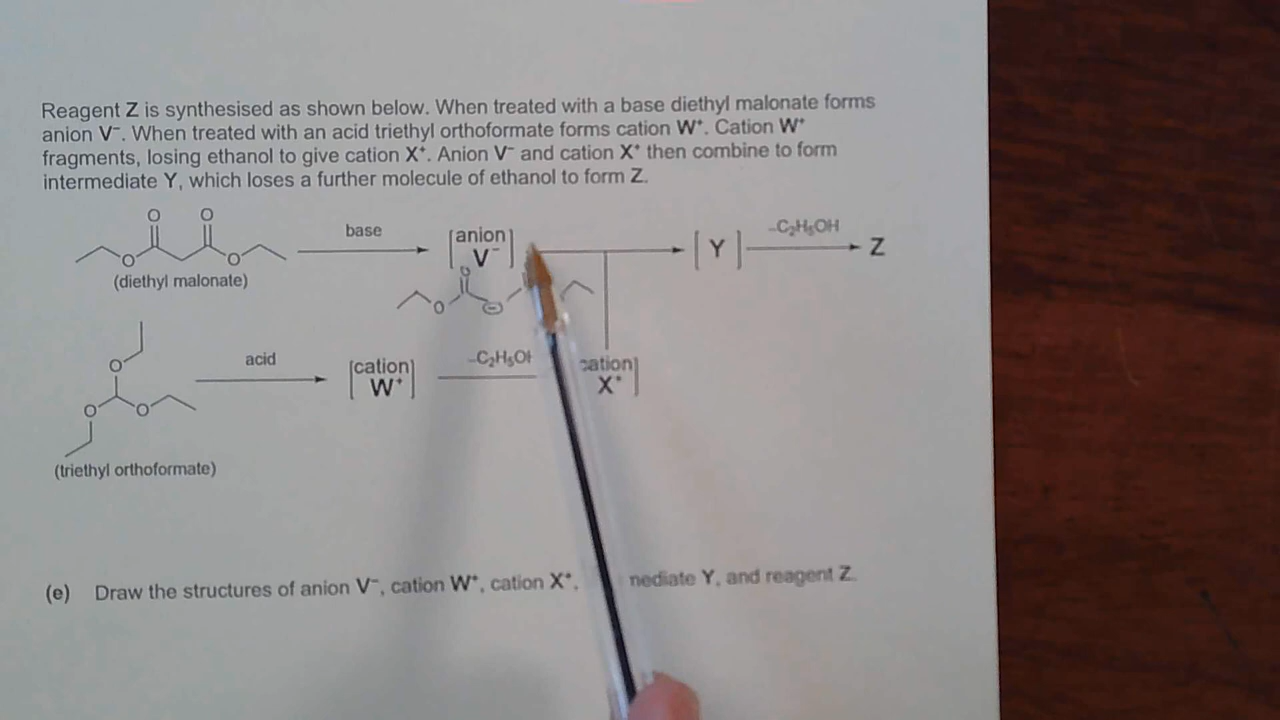 Reagent Z is synthesised as shown below. When treated with a base diethyl malonate forms
anion V⁻. When treated with an acid triethyl orthoformate forms cation W⁺. Cation W⁺
fragments, losing ethanol to give cation X⁺. Anion V⁻ and cation X⁺ then combine to form
intermediate Y, which loses a further molecule of ethanol to form Z.
O O
O O
base
[anion]
V⁻
[Y]
–C₂H₅OH
Z
(diethyl malonate)
O
O ⊖
O
O O
acid
[cation]
W⁺
–C₂H₅O
cation]
X⁺
(triethyl orthoformate)
(e) Draw the structures of anion V⁻, cation W⁺, cation X⁺, nediate Y, and reagent Z.